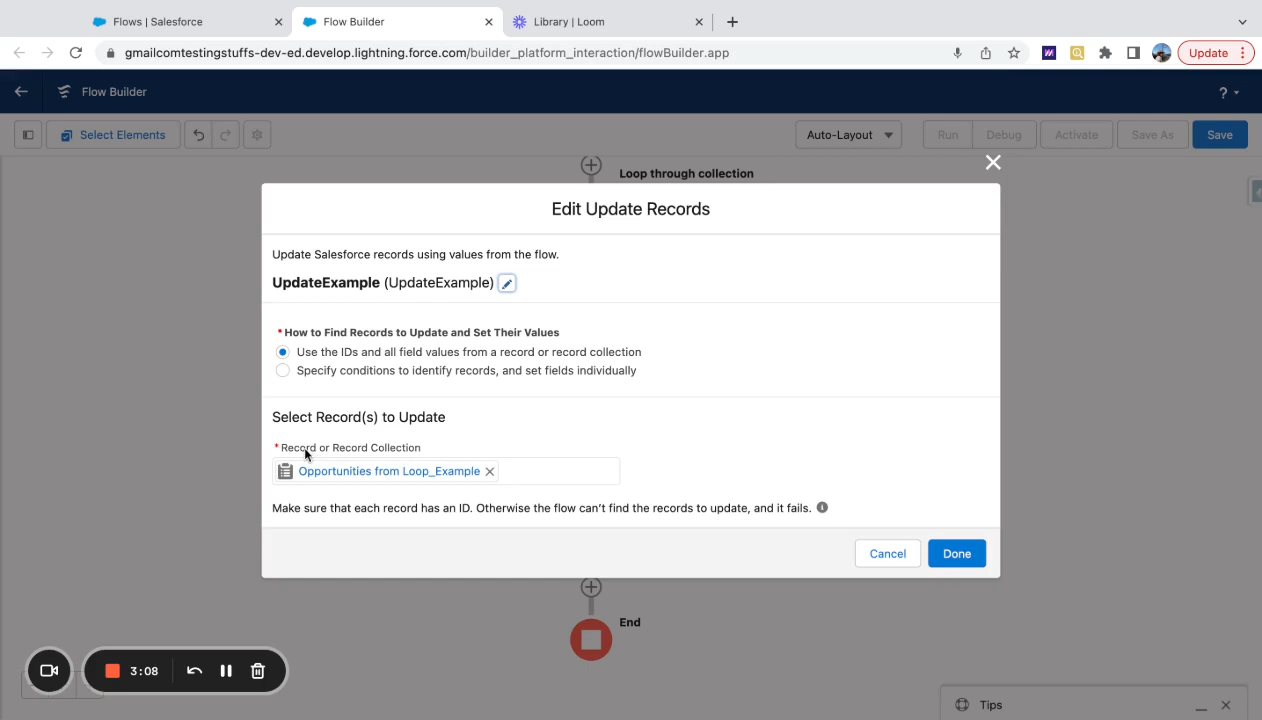 Flows | Salesforce
Flow Builder
Library | Loom
gmailcomtestingstuffs-dev-ed.develop.lightning.force.com/builder_platform_interaction/flowBuilder.app
Update
Flow Builder
?
Select Elements
Auto-Layout
Run
Debug
Activate
Save As
Save
Loop through collection
Edit Update Records
Update Salesforce records using values from the flow.
UpdateExample (UpdateExample)
* How to Find Records to Update and Set Their Values
Use the IDs and all field values from a record or record collection
Specify conditions to identify records, and set fields individually
Select Record(s) to Update
* Record or Record Collection
Opportunities from Loop_Example
Make sure that each record has an ID. Otherwise the flow can't find the records to update, and it fails.
Cancel
Done
End
3:08
Tips